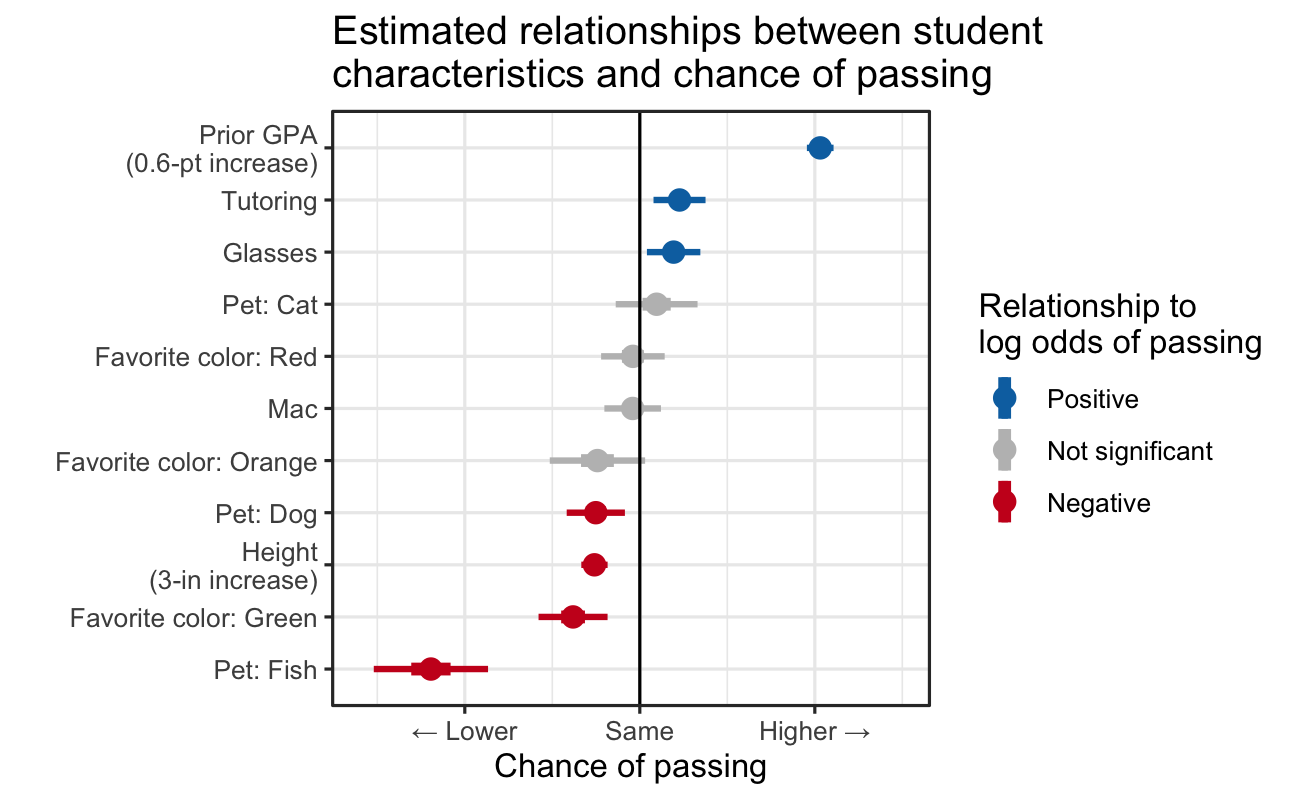 Estimated relationships between student
characteristics and chance of passing
Prior GPA
(0.6-pt increase)
Tutoring
Glasses
Pet: Cat
Favorite color: Red
Mac
Favorite color: Orange
Pet: Dog
Height
(3-in increase)
Favorite color: Green
Pet: Fish
← Lower
Same
Higher →
Chance of passing
Relationship to
log odds of passing
Positive
Not significant
Negative